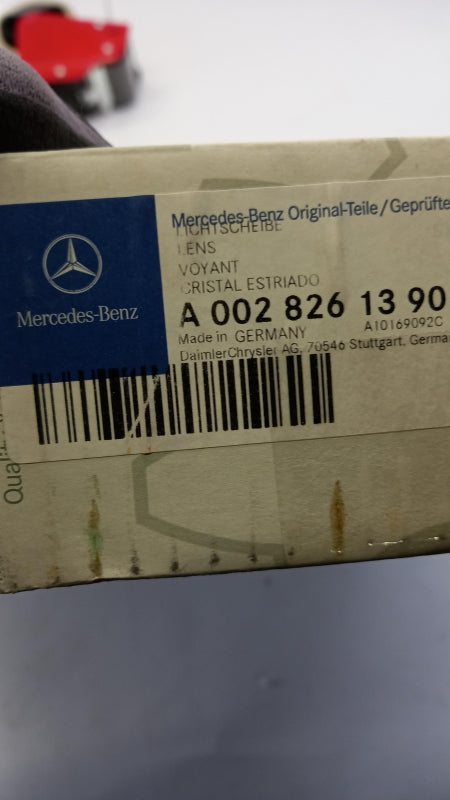 Mercedes-Benz Original-Teile/Geprüfte
LICHTSCHEIBE
LENS
VOYANT
CRISTAL ESTRIADO
A 002 826 13 90
Made in GERMANY A10169092C
DaimlerChrysler AG, 70546 Stuttgart, Germa
Mercedes-Benz
Qual